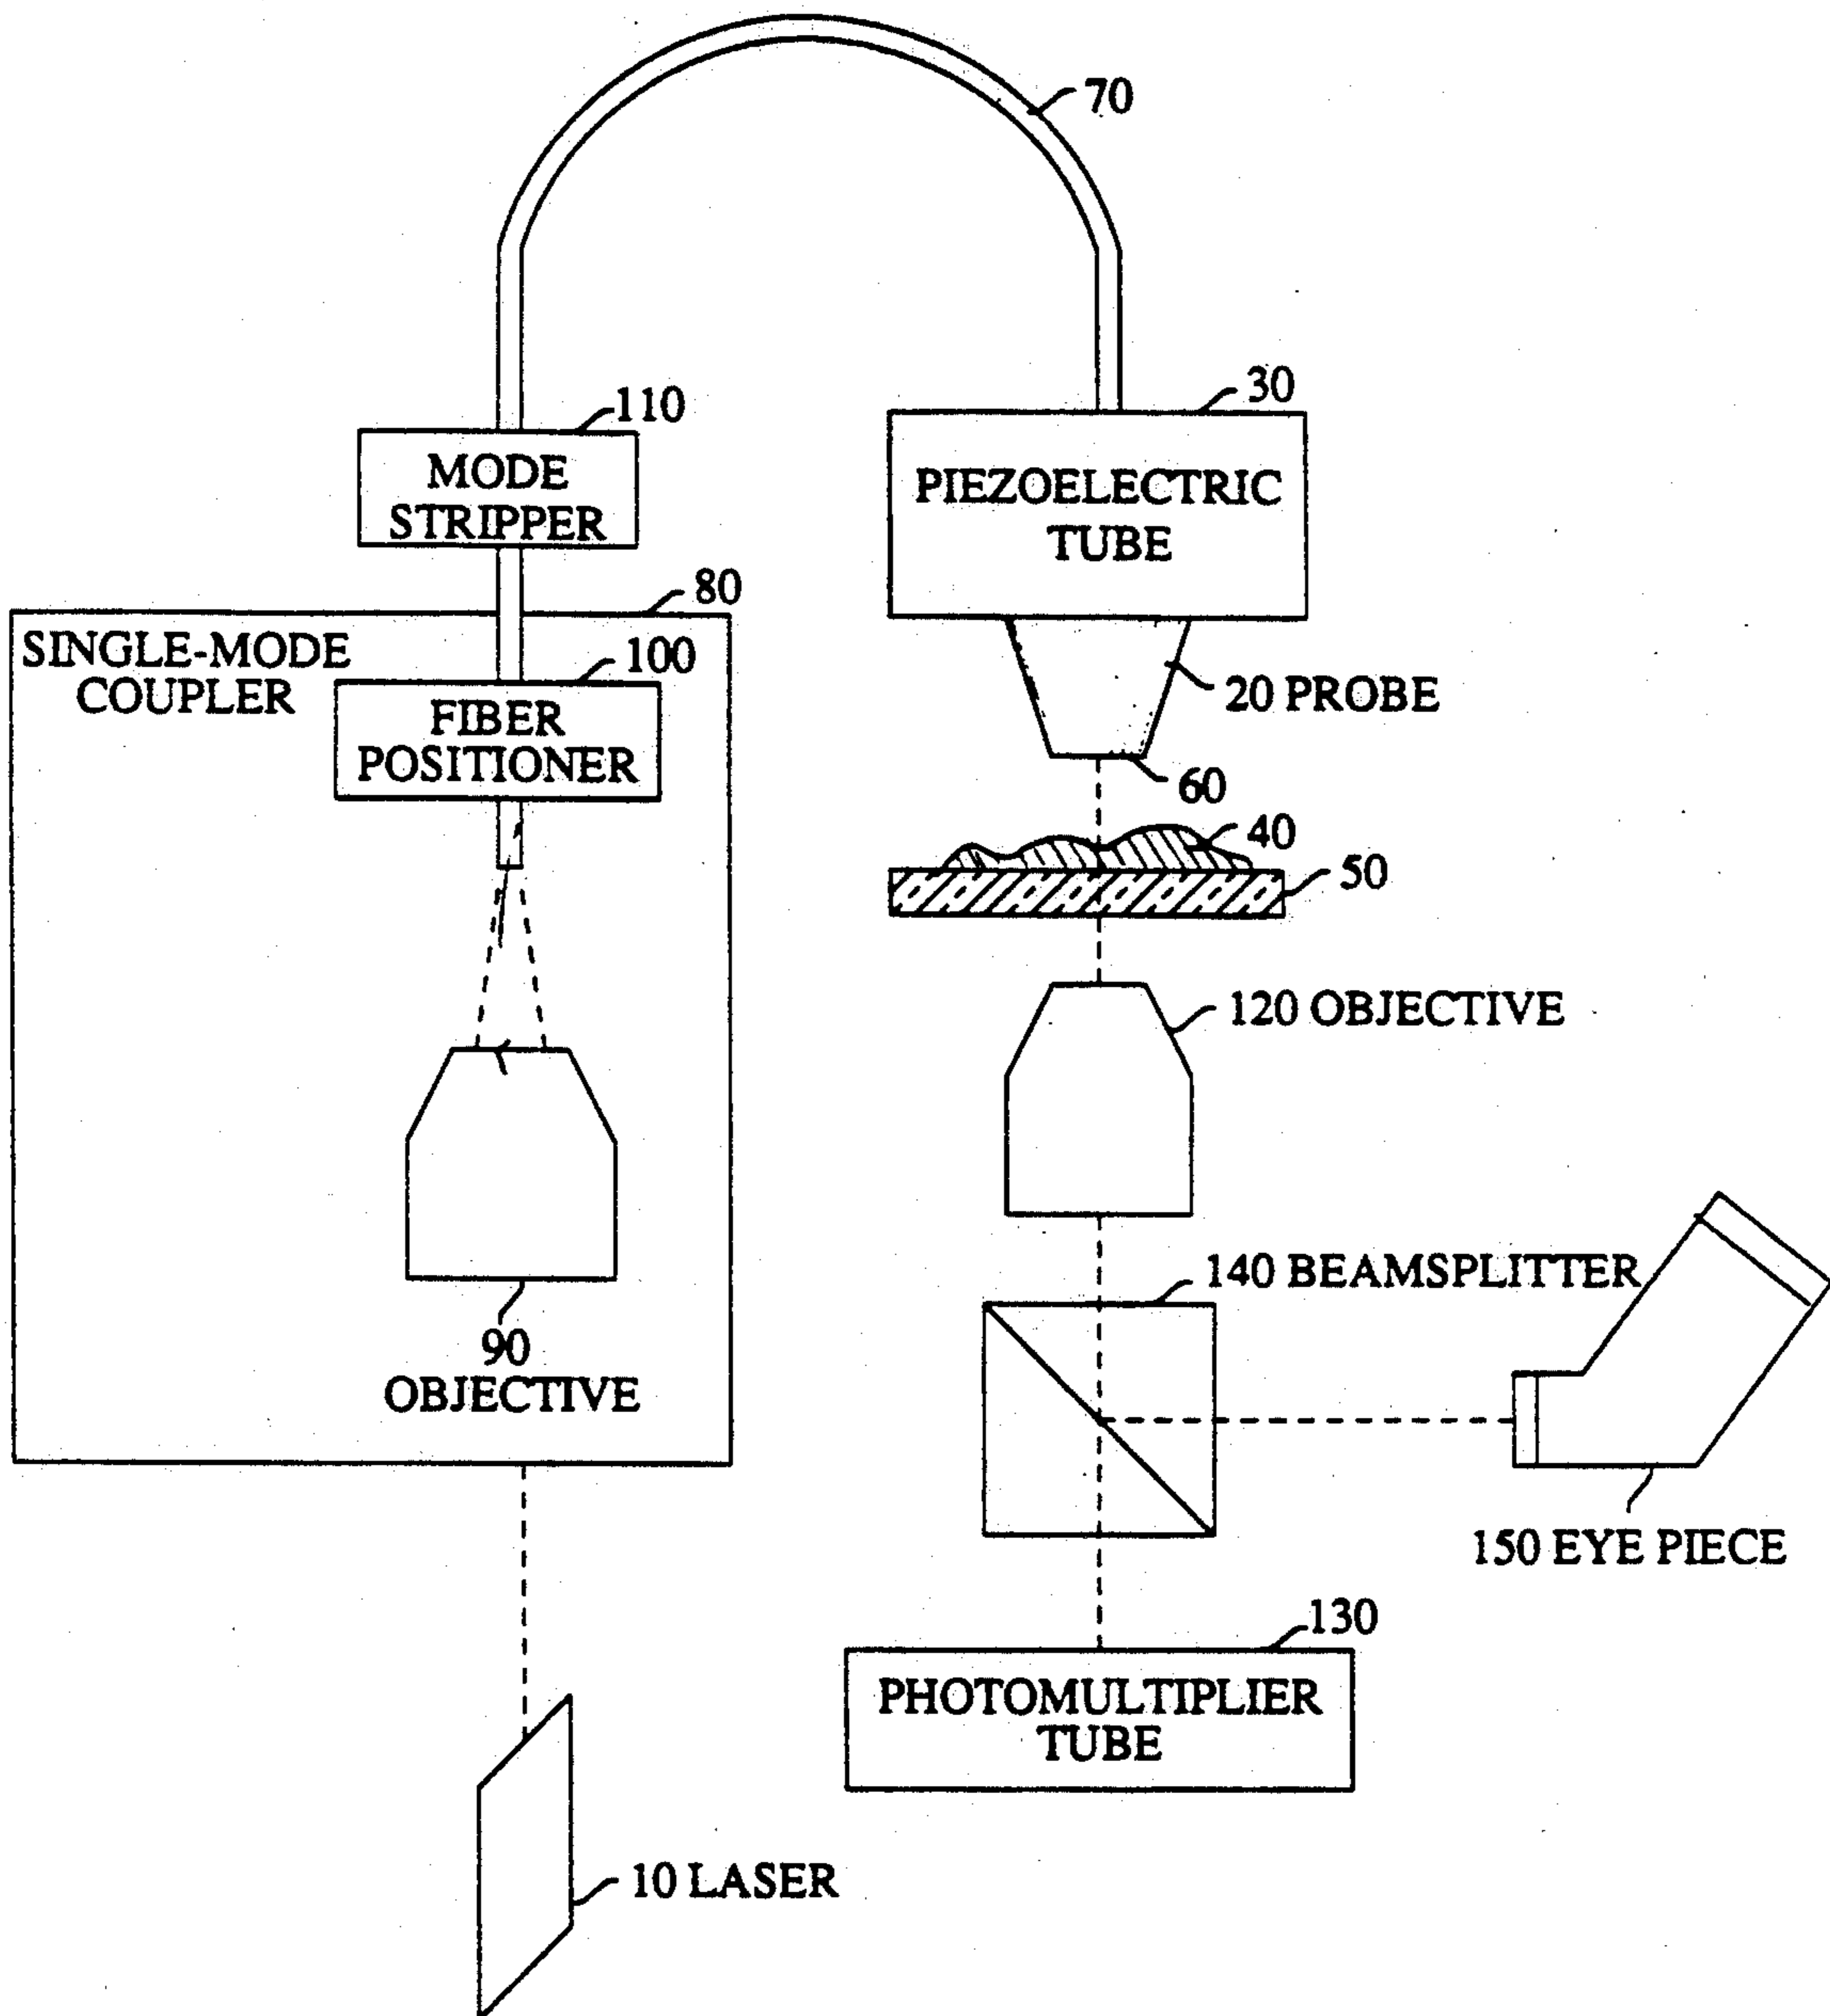 70
110
MODE
STRIPPER
30
PIEZOELECTRIC
TUBE
80
SINGLE-MODE
COUPLER
100
FIBER
POSITIONER
20 PROBE
60
40
50
120 OBJECTIVE
90
OBJECTIVE
140 BEAMSPLITTER
150 EYE PIECE
130
PHOTOMULTIPLIER
TUBE
10 LASER